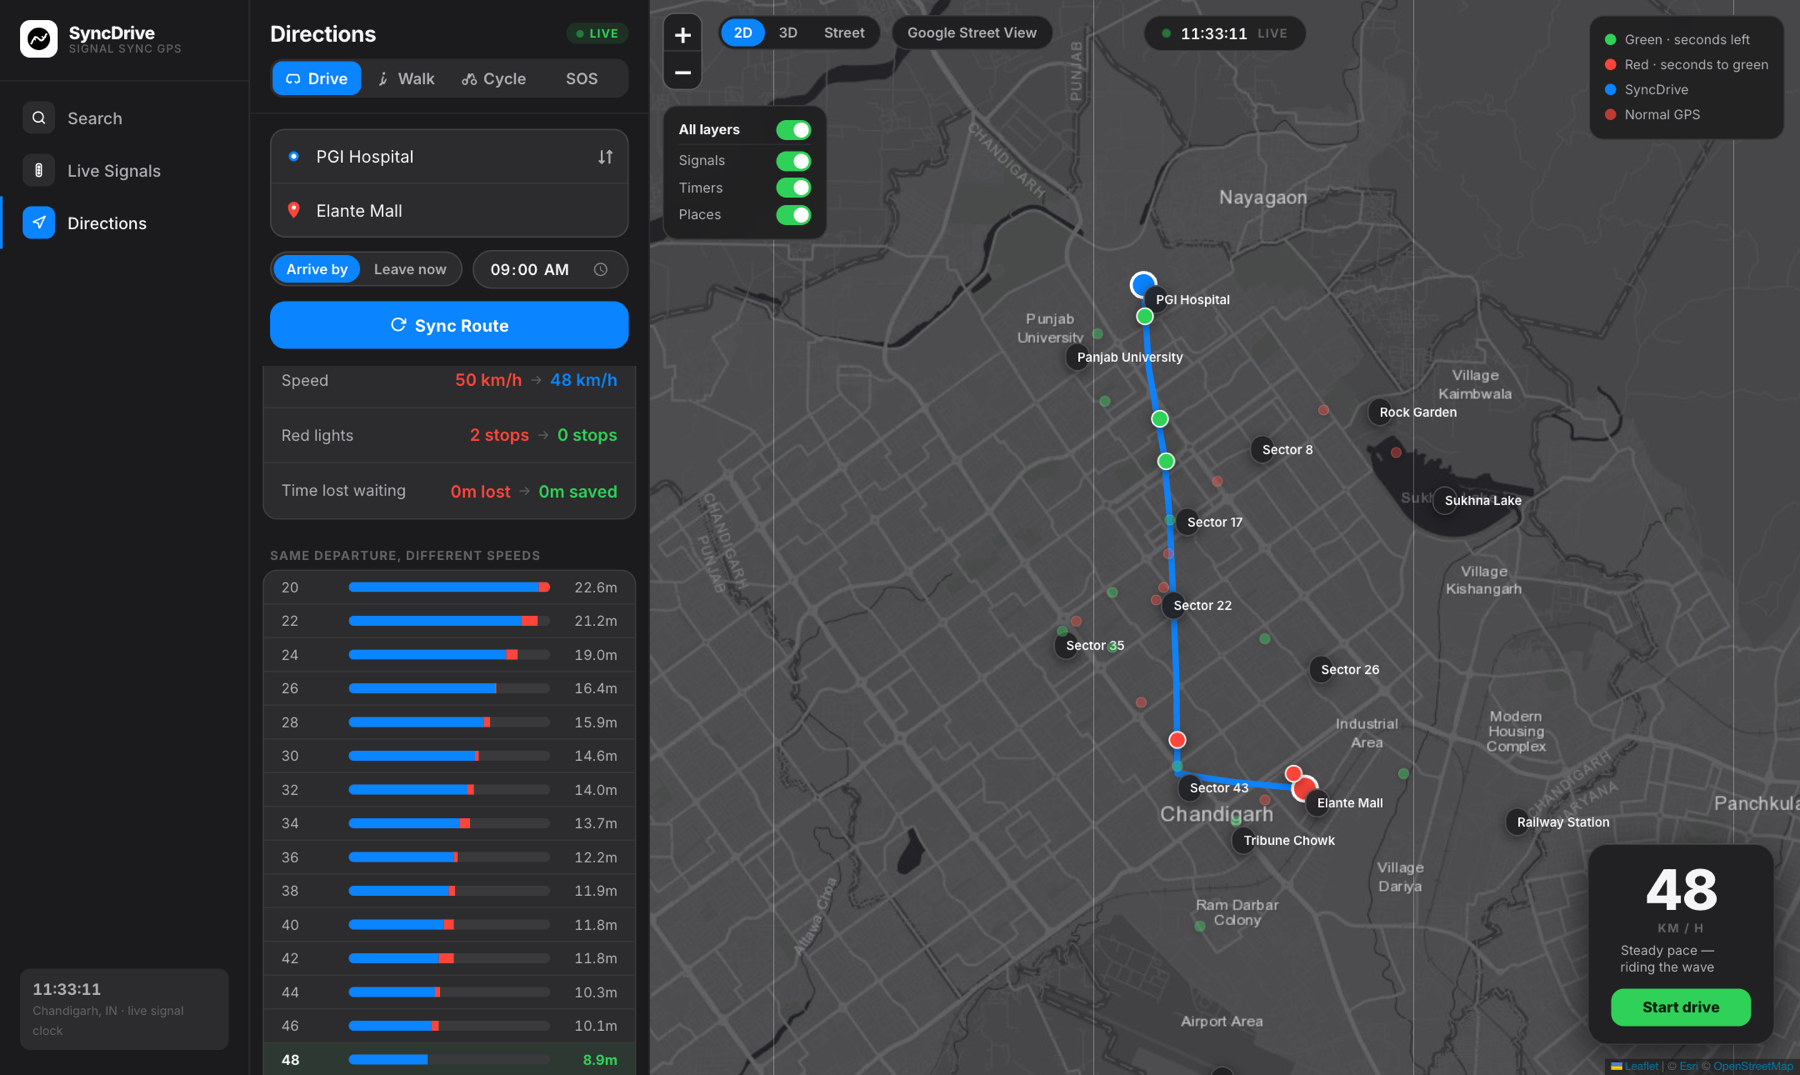 SyncDrive
SIGNAL SYNC GPS
Search
Live Signals
Directions
11:33:11
Chandigarh, IN · live signal
clock
Directions
LIVE
Drive
Walk
Cycle
SOS
PGI Hospital
Elante Mall
Arrive by
Leave now
09:00 AM
Sync Route
Speed 50 km/h → 48 km/h
Red lights 2 stops → 0 stops
Time lost waiting 0m lost → 0m saved
SAME DEPARTURE, DIFFERENT SPEEDS
20 22.6m
22 21.2m
24 19.0m
26 16.4m
28 15.9m
30 14.6m
32 14.0m
34 13.7m
36 12.2m
38 11.9m
40 11.8m
42 11.8m
44 10.3m
46 10.1m
48 8.9m
+
−
2D
3D
Street
Google Street View
11:33:11 LIVE
All layers
Signals
Timers
Places
Green · seconds left
Red · seconds to green
SyncDrive
Normal GPS
PUNJAB
CHANDIGARH
Nayagaon
PGI Hospital
Punjab
University
Panjab University
Village
Kaimbwala
Rock Garden
Sector 8
Sukhna Lake
CHANDIGARH
PUNJAB
Sector 17
Village
Kishangarh
Sector 22
Sector 35
Sector 26
Industrial
Area
Modern
Housing
Complex
CHANDIGARH
HARYANA
Sector 43
Chandigarh
Elante Mall
Panchkula
Railway Station
Tribune Chowk
Village
Dariya
Attawa Choa
Ram Darbar
Colony
Airport Area
48
KM / H
Steady pace —
riding the wave
Start drive
Leaflet | © Esri © OpenStreetMap